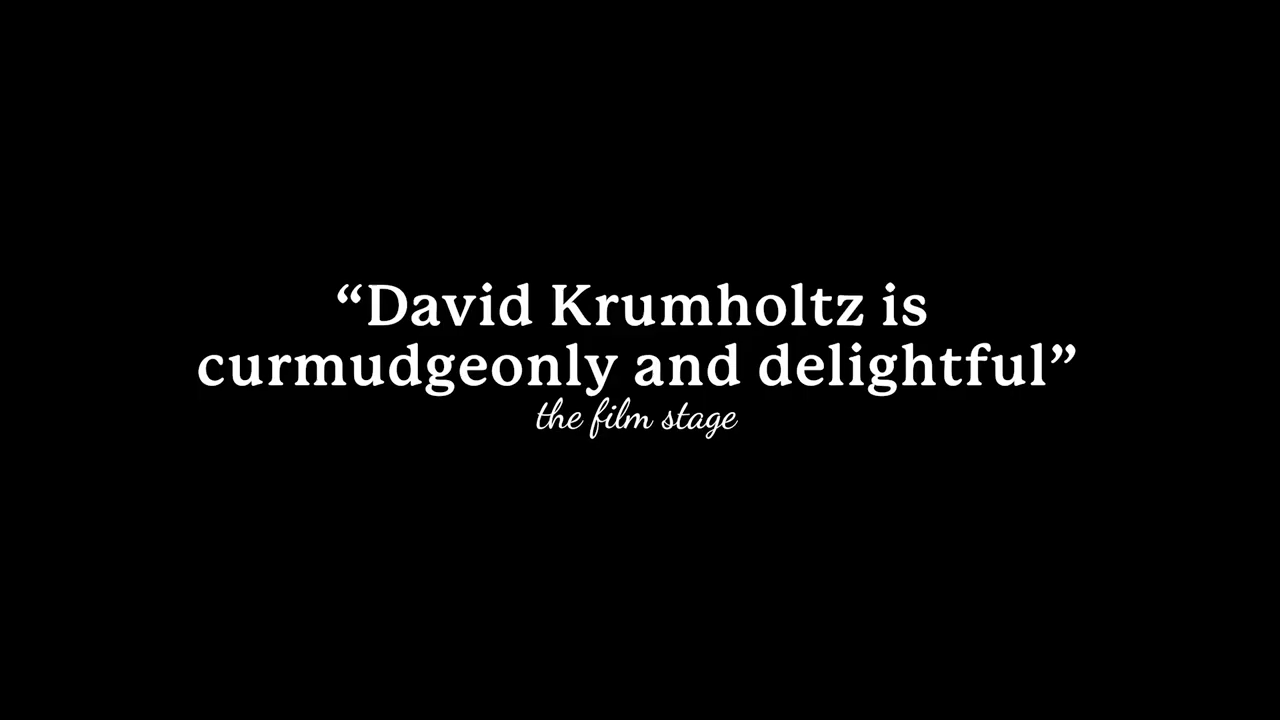 “David Krumholtz is
curmudgeonly and delightful”
the film stage